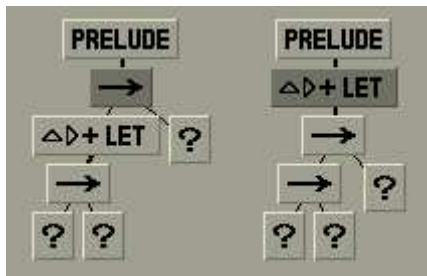 PRELUDE PRELUDE
→ △▷+ LET
△▷+ LET ? →
→ → ?
? ? ? ?